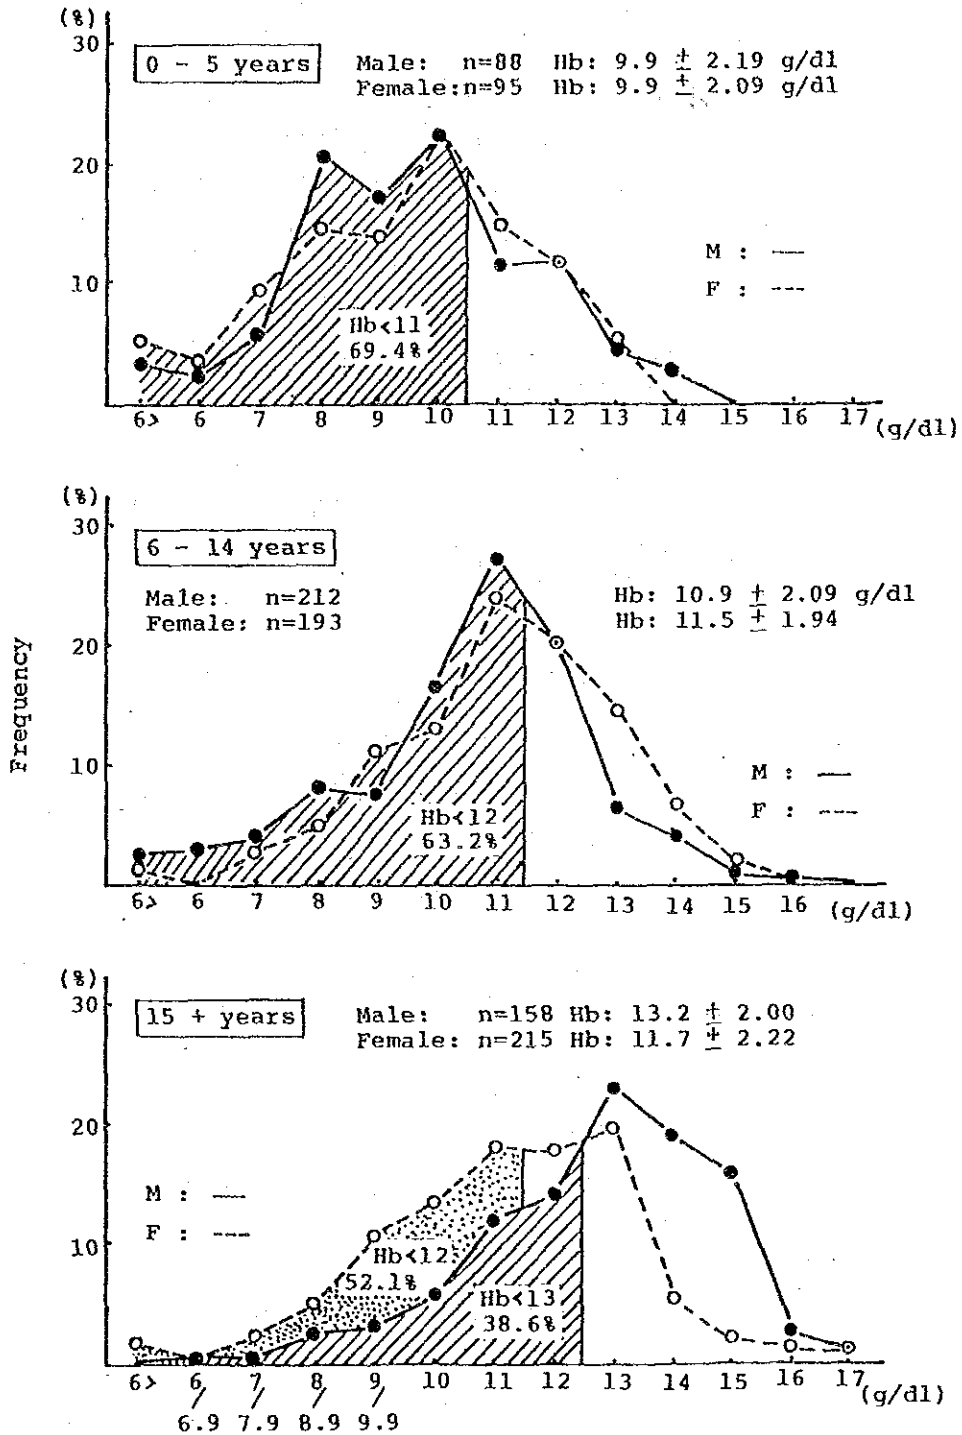 (%)
30
0 - 5 years
Male: n=88 Hb: 9.9 ± 2.19 g/dl
Female: n=95 Hb: 9.9 ± 2.09 g/dl
20
M : —
F : ---
10
Hb<11
69.4%
6> 6 7 8 9 10 11 12 13 14 15 16 17 (g/dl)
(%)
30
6 - 14 years
Male: n=212 Hb: 10.9 ± 2.09 g/dl
Female: n=193 Hb: 11.5 ± 1.94
20
Frequency
10
M : —
F : ---
Hb<12
63.2%
6> 6 7 8 9 10 11 12 13 14 15 16 (g/dl)
(%)
30
15 + years
Male: n=158 Hb: 13.2 ± 2.00
Female: n=215 Hb: 11.7 ± 2.22
20
M : —
F : ---
10
Hb<12
52.1%
Hb<13
38.6%
6> 6 7 8 9 10 11 12 13 14 15 16 17 (g/dl)
/ / / /
6.9 7.9 8.9 9.9